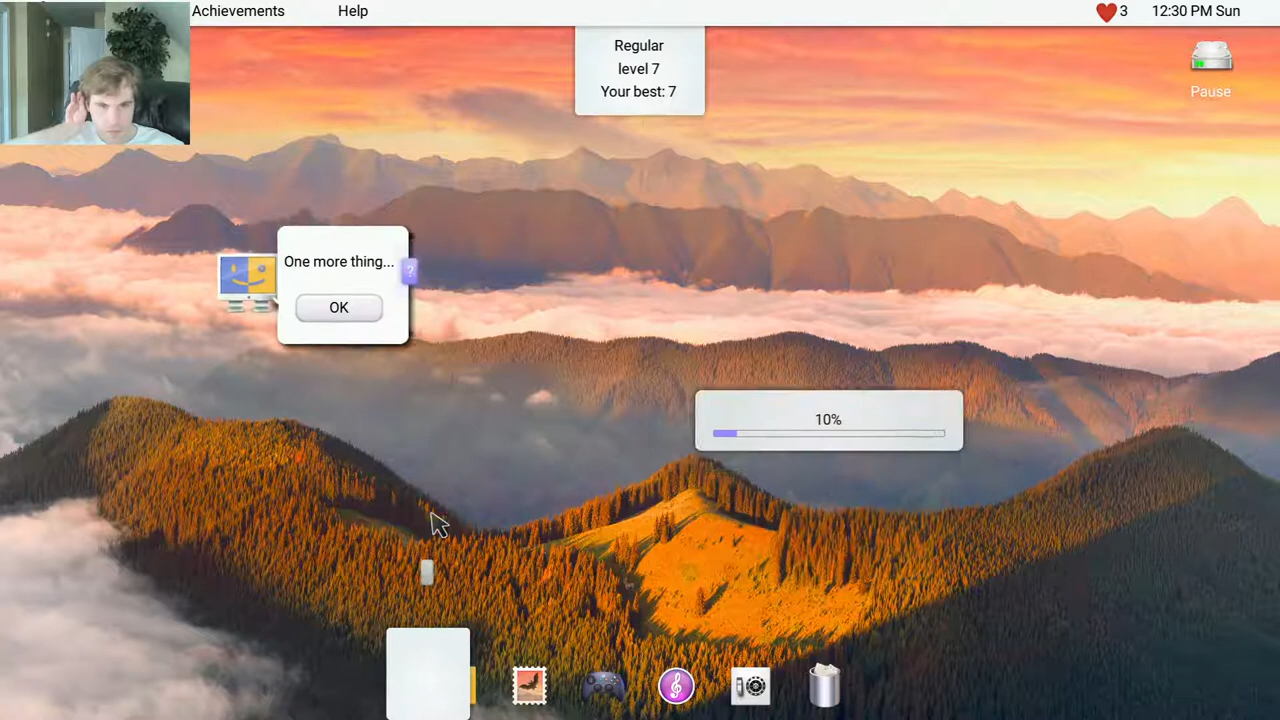 Achievements
Help
3
12:30 PM Sun
Regular
level 7
Your best: 7
Pause
One more thing...
?
OK
10%